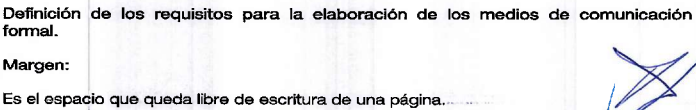 Definición de los requisitos para la elaboración de los medios de comunicación
formal.
Margen:
Es el espacio que queda libre de escritura de una página.